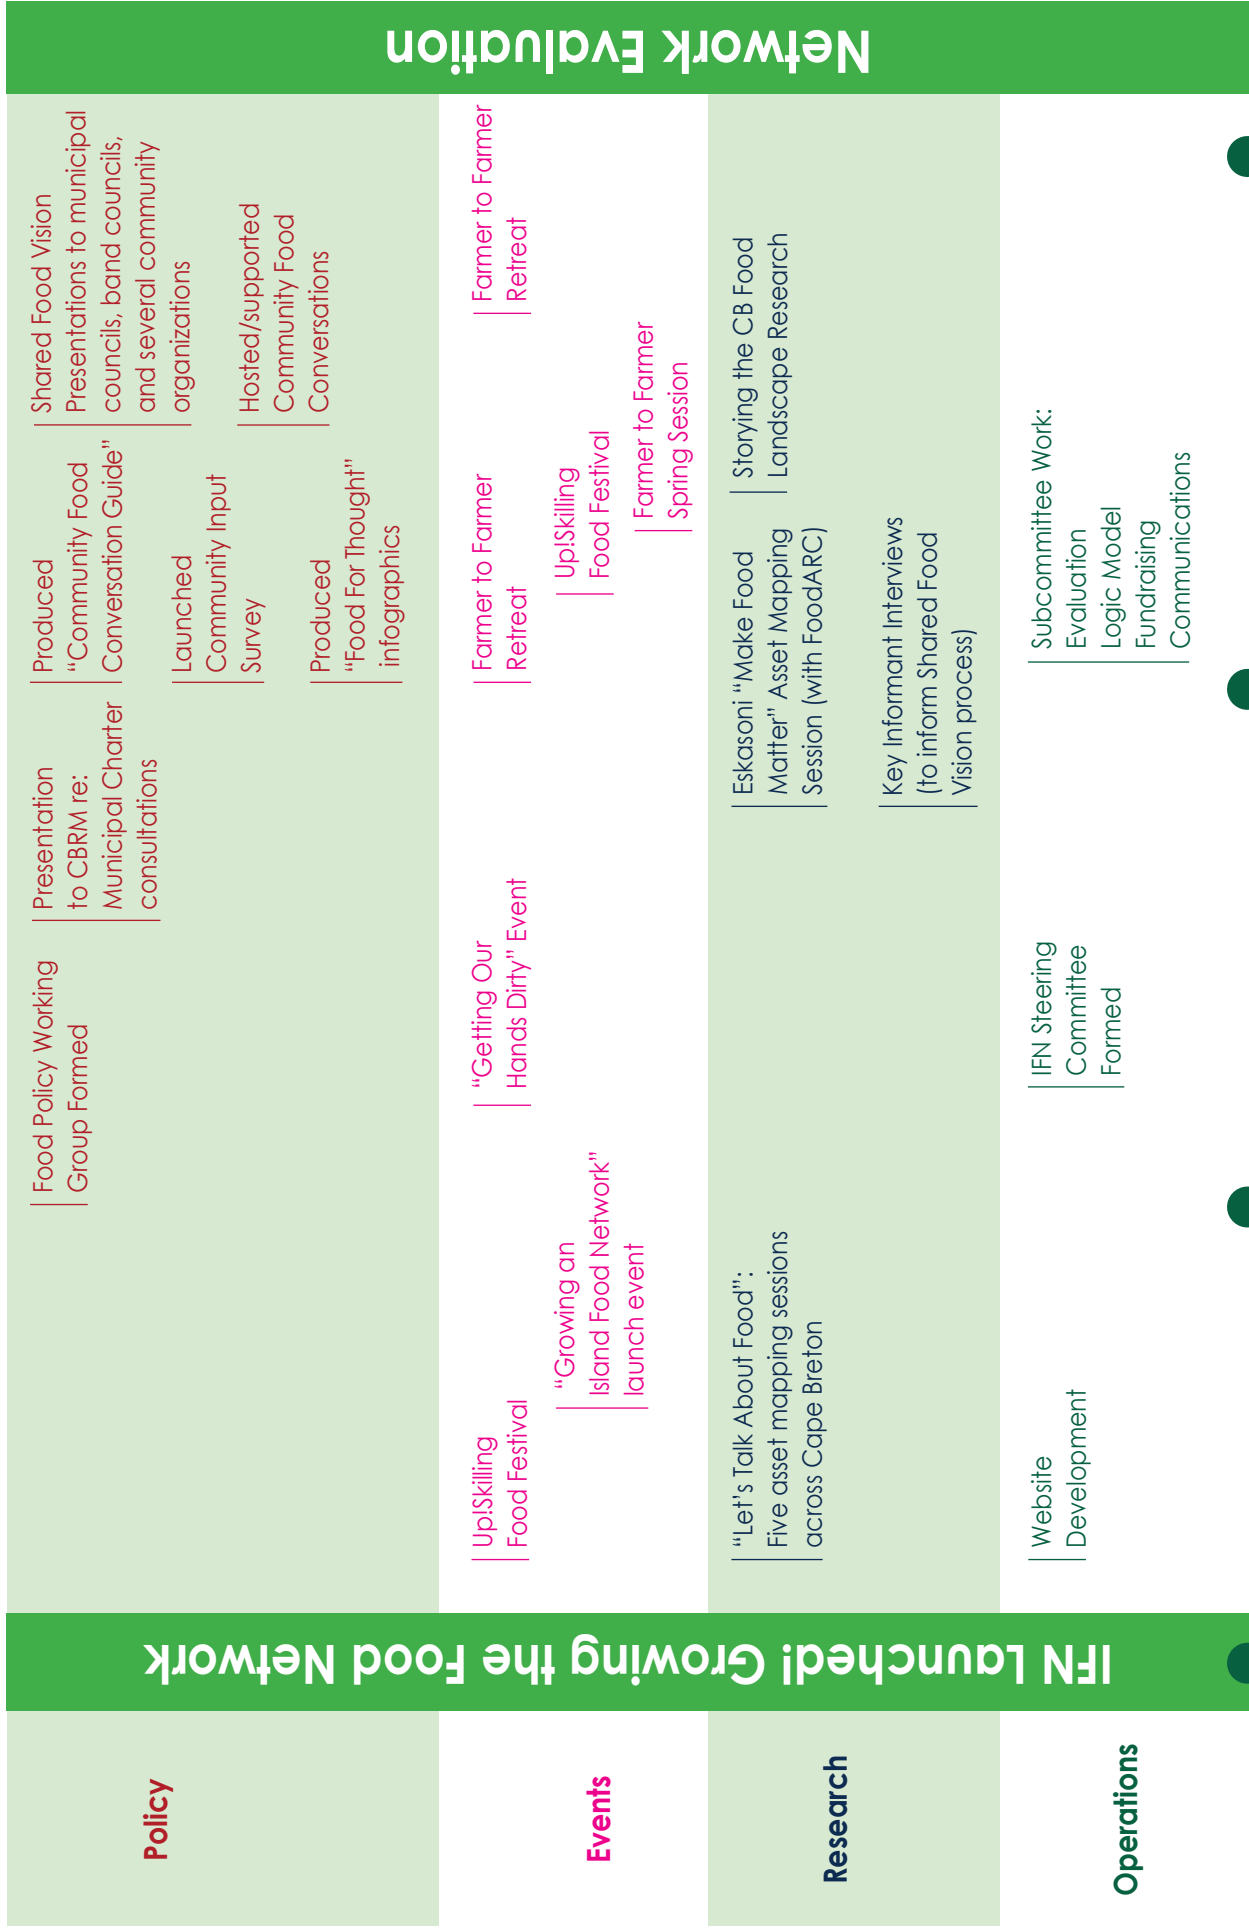 Policy
Events
Research
Operations
IFN Launched! Growing the Food Network
Food Policy Working
Group Formed
Presentation
to CBRM re:
Municipal Charter
consultations
Produced
“Community Food
Conversation Guide”
Launched
Community Input
Survey
Produced
“Food For Thought”
infographics
Shared Food Vision
Presentations to municipal
councils, band councils,
and several community
organizations
Hosted/supported
Community Food
Conversations
Up!Skilling
Food Festival
“Growing an
Island Food Network”
launch event
“Getting Our
Hands Dirty” Event
Farmer to Farmer
Retreat
Up!Skilling
Food Festival
Farmer to Farmer
Spring Session
Farmer to Farmer
Retreat
“Let’s Talk About Food”:
Five asset mapping sessions
across Cape Breton
Eskasoni “Make Food
Matter” Asset Mapping
Session (with FoodARC)
Key Informant Interviews
(to inform Shared Food
Vision process)
Storying the CB Food
Landscape Research
Website
Development
IFN Steering
Committee
Formed
Subcommittee Work:
Evaluation
Logic Model
Fundraising
Communications
Network Evaluation